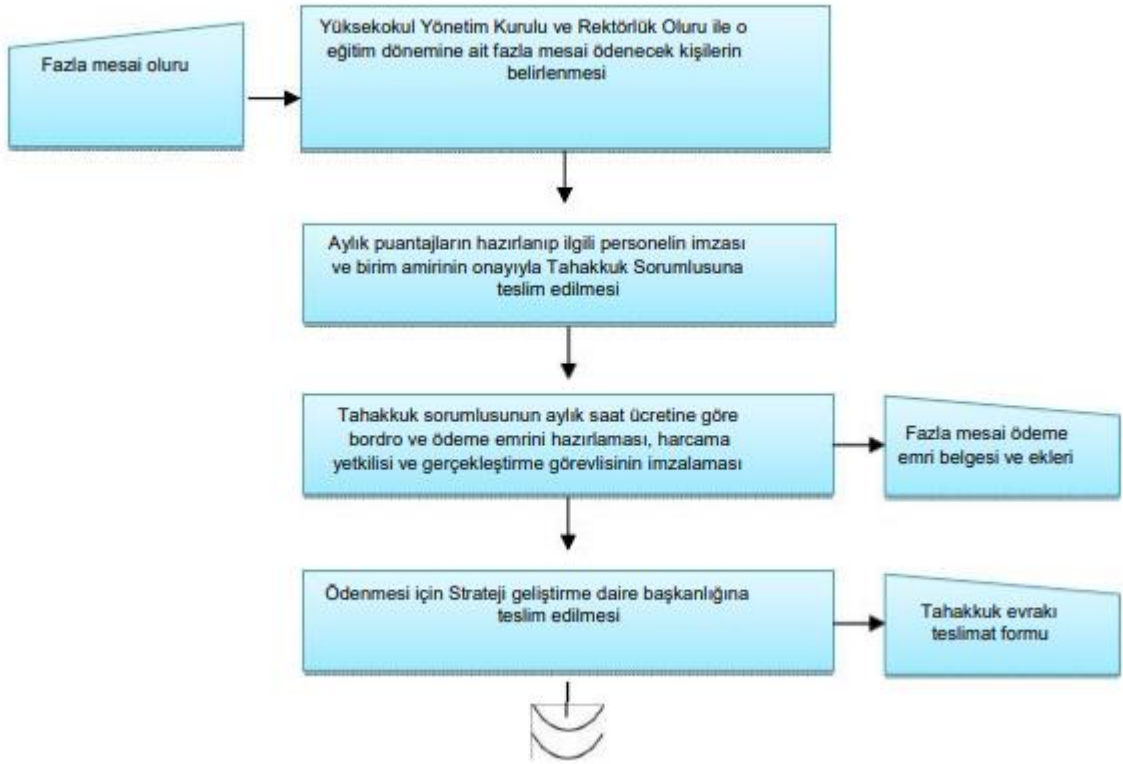 Fazla mesai oluru
Yüksekokul Yönetim Kurulu ve Rektörlük Oluru ile o
eğitim dönemine ait fazla mesai ödenecek kişilerin
belirlenmesi
Aylık puantajların hazırlanıp ilgili personelin imzası
ve birim amirinin onayıyla Tahakkuk Sorumlusuna
teslim edilmesi
Tahakkuk sorumlusunun aylık saat ücretine göre
bordro ve ödeme emrini hazırlaması, harcama
yetkilisi ve gerçekleştirme görevlisinin imzalaması
Fazla mesai ödeme
emri belgesi ve ekleri
Ödenmesi için Strateji geliştirme daire başkanlığına
teslim edilmesi
Tahakkuk evrakı
teslimat formu